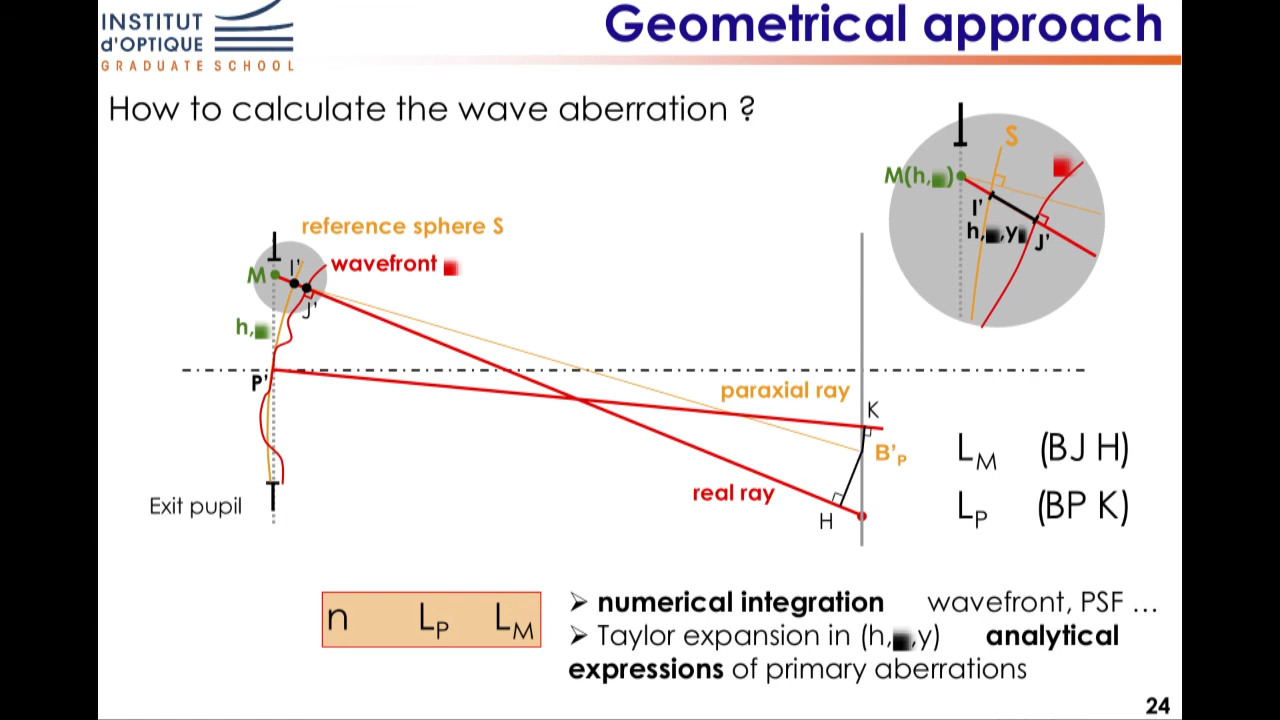 INSTITUT
d'OPTIQUE
GRADUATE SCHOOL
Geometrical approach
How to calculate the wave aberration ?
S
M(h, )
I'
h, ,y
J'
reference sphere S
wavefront
M
I'
J'
h,
P'
paraxial ray
K
B'P
real ray
H
Exit pupil
LM (BJ H)
LP (BP K)
n LP LM
➢ numerical integration wavefront, PSF …
➢ Taylor expansion in (h, ,y) analytical
expressions of primary aberrations
24